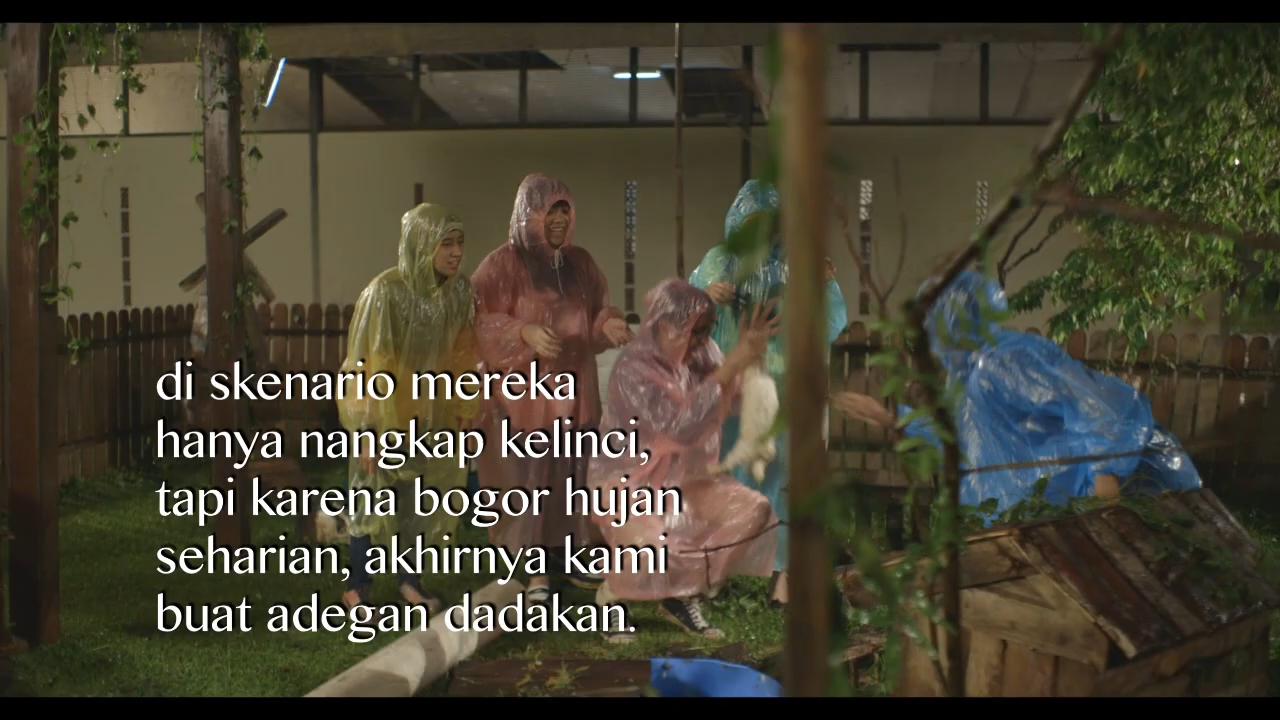 di skenario mereka
hanya nangkap kelinci,
tapi karena bogor hujan
seharian, akhirnya kami
buat adegan dadakan.